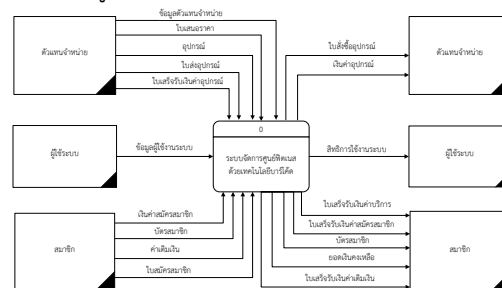 ข้อมูลตัวแทนจำหน่าย
ใบเสนอราคา
อุปกรณ์
ใบส่งอุปกรณ์
ใบเสร็จรับเงินค่าอุปกรณ์
ตัวแทนจำหน่าย
ใบสั่งซื้ออุปกรณ์
เงินค่าอุปกรณ์
ตัวแทนจำหน่าย
0
ผู้ใช้ระบบ
ข้อมูลผู้ใช้งานระบบ
ระบบจัดการศูนย์ฟิตเนส
ด้วยเทคโนโลยีบาร์โค้ด
สิทธิการใช้งานระบบ
ผู้ใช้ระบบ
สมาชิก
เงินค่าสมัครสมาชิก
บัตรสมาชิก
ค่าเติมเงิน
ใบสมัครสมาชิก
ใบเสร็จรับเงินค่าบริการ
ใบเสร็จรับเงินค่าสมัครสมาชิก
บัตรสมาชิก
ยอดเงินคงเหลือ
ใบเสร็จรับเงินค่าเติมเงิน
สมาชิก